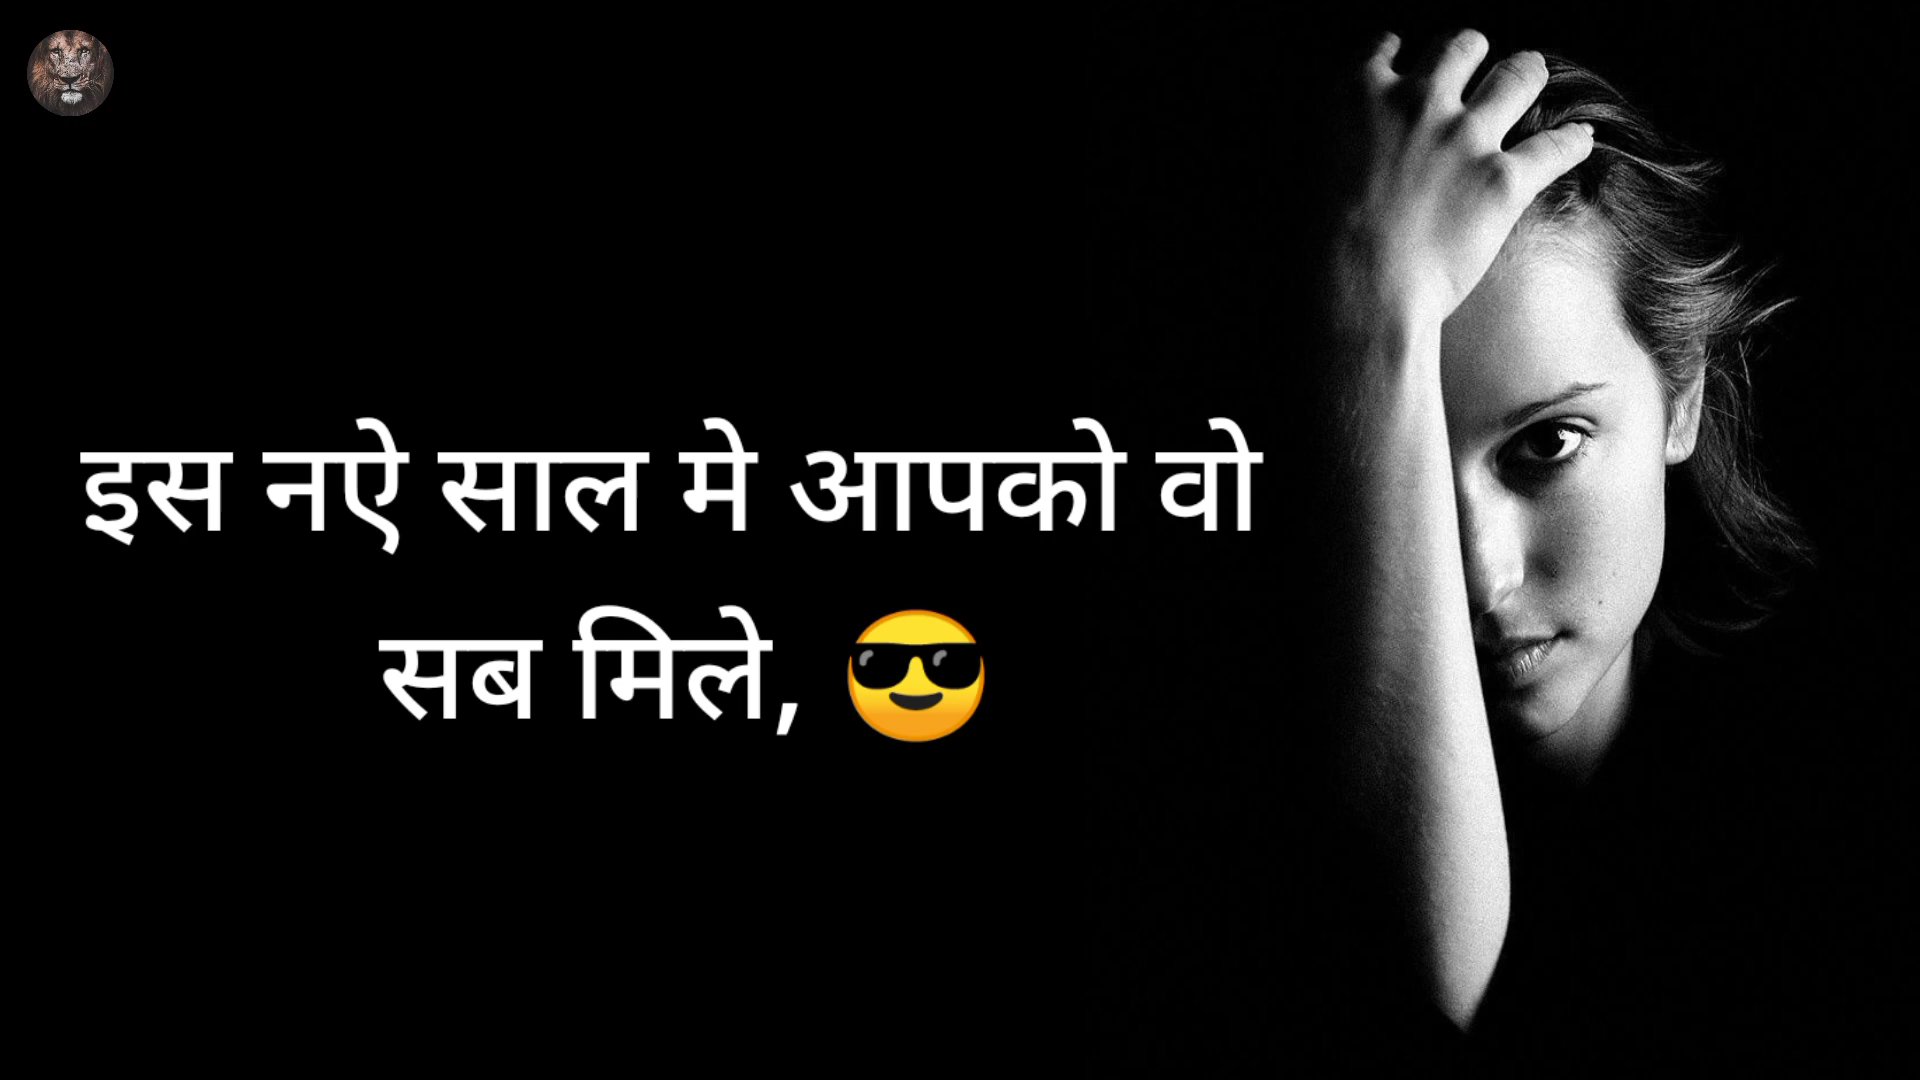 इस नऐ साल मे आपको वो
सब मिले, 😎